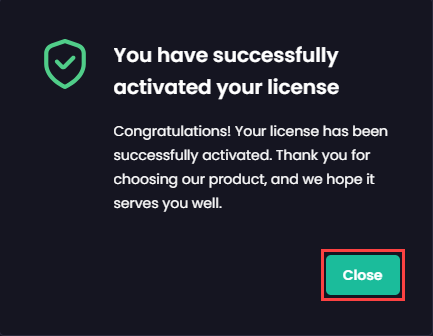 You have successfully
activated your license
Congratulations! Your license has been
successfully activated. Thank you for
choosing our product, and we hope it
serves you well.
Close